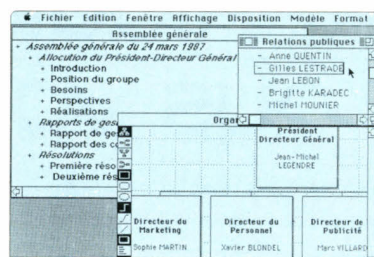 Fichier Edition Fenêtre Affichage Disposition Modèle Format
Assemblée générale
+ Assemblée générale du 24 mars 1987
+ Allocution du Président-Directeur Général
+ Introduction
+ Position du groupe
+ Besoins
+ Perspectives
+ Réalisations
+ Rapports de ges
+ Rapport de ge
+ Rapport des co
+ Résolutions
+ Première réso
+ Deuxième rés
Relations publiques
- Anne QUENTIN
- Gilles LESTRADE
- Jean LEBON
- Brigitte KARADEC
- Michel MOUNIER
Organ
Président
Directeur Général
Jean-Michel
LEGENDRE
Directeur du
Marketing
Sophie MARTIN
Directeur du
Personnel
Xavier BLONDEL
Directeur de
Publicité
Marc VILLARD